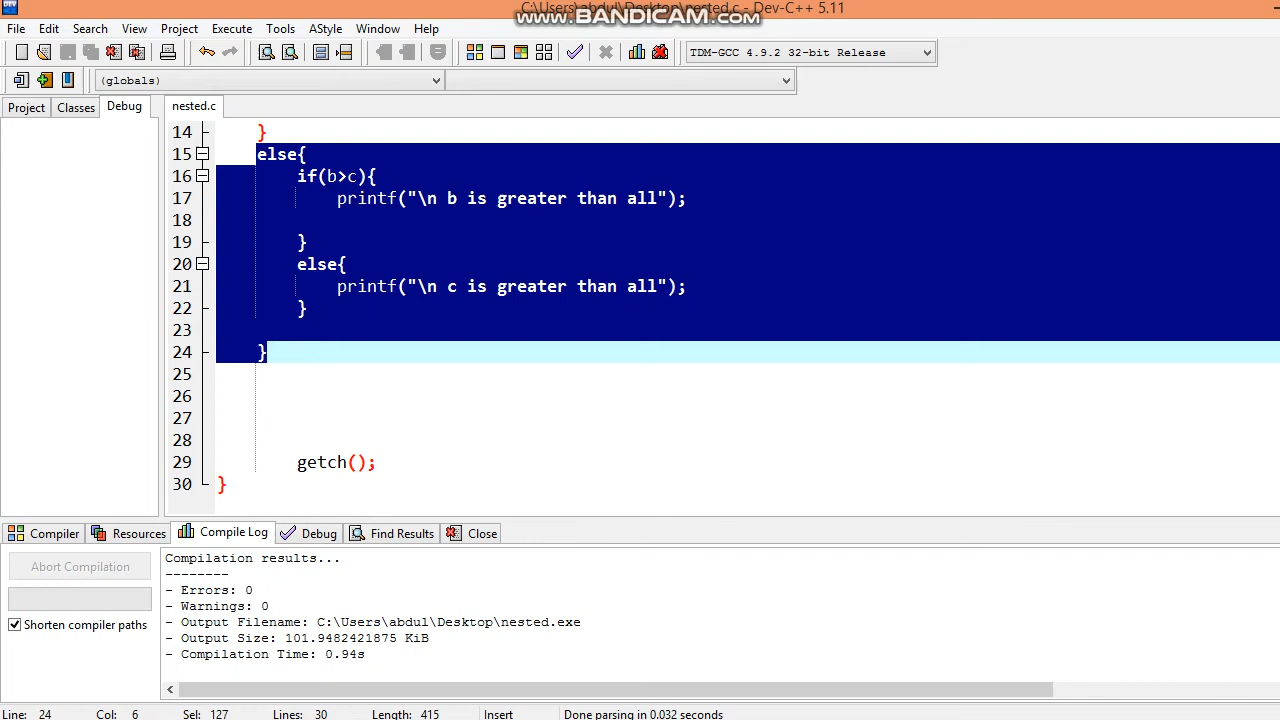 C:\Users\abdul\Desktop\nested.c - Dev-C++ 5.11
www.BANDICAM.com
DEV
File Edit Search View Project Execute Tools AStyle Window Help
TDM-GCC 4.9.2 32-bit Release
(globals)
Project Classes Debug nested.c
14 }
15 else{
16 if(b>c){
17 printf("\n b is greater than all");
18
19 }
20 else{
21 printf("\n c is greater than all");
22 }
23
24 }
25
26
27
28
29 getch();
30 }
Compiler Resources Compile Log Debug Find Results Close
Abort Compilation
Shorten compiler paths
Compilation results...
--------
- Errors: 0
- Warnings: 0
- Output Filename: C:\Users\abdul\Desktop\nested.exe
- Output Size: 101.9482421875 KiB
- Compilation Time: 0.94s
Line: 24 Col: 6 Sel: 127 Lines: 30 Length: 415 Insert Done parsing in 0.032 seconds